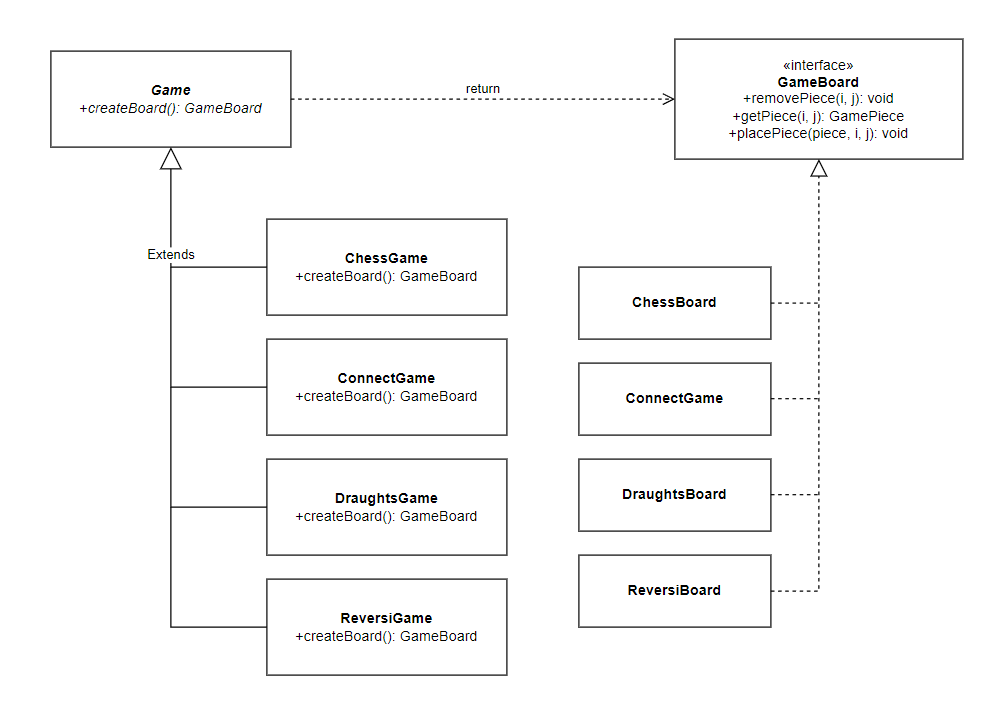 Game
+createBoard(): GameBoard
return
«interface»
GameBoard
+removePiece(i, j): void
+getPiece(i, j): GamePiece
+placePiece(piece, i, j): void
Extends
ChessGame
+createBoard(): GameBoard
ConnectGame
+createBoard(): GameBoard
DraughtsGame
+createBoard(): GameBoard
ReversiGame
+createBoard(): GameBoard
ChessBoard
ConnectGame
DraughtsBoard
ReversiBoard